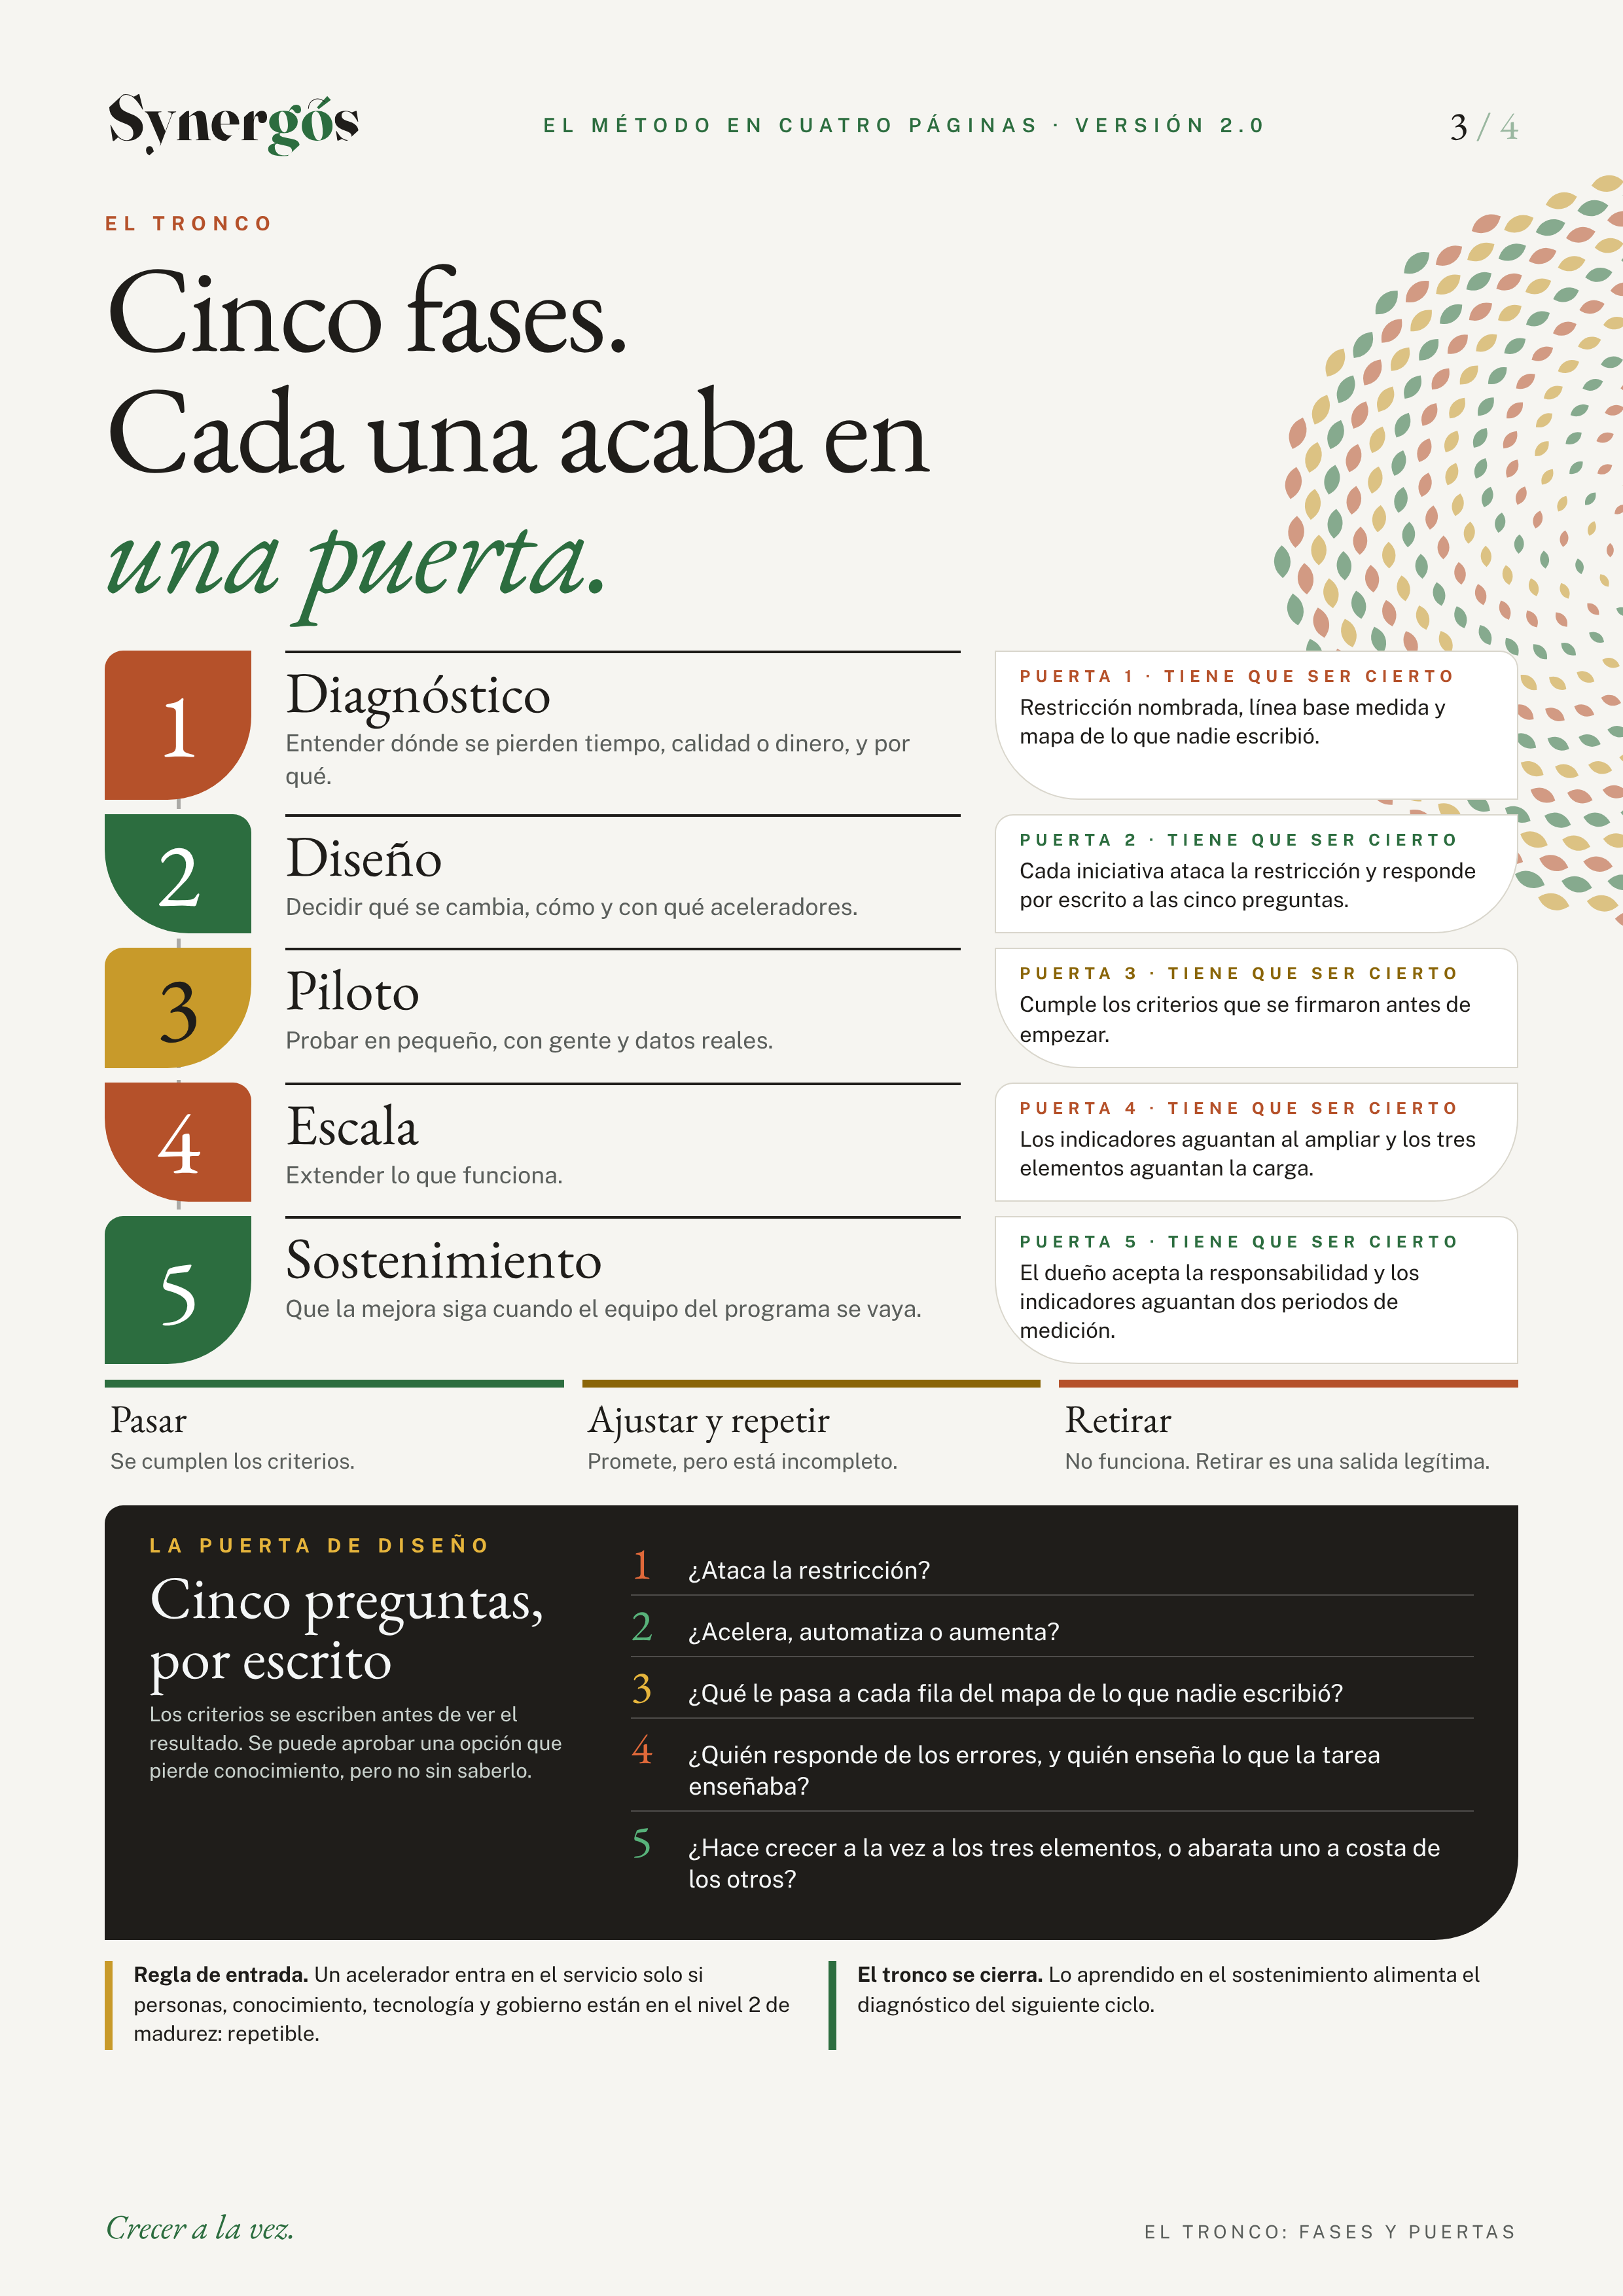 Synergós
EL MÉTODO EN CUATRO PÁGINAS · VERSIÓN 2.0
3 / 4
EL TRONCO
Cinco fases.
Cada una acaba en
una puerta.
1
Diagnóstico
Entender dónde se pierden tiempo, calidad o dinero, y por
qué.
PUERTA 1 · TIENE QUE SER CIERTO
Restricción nombrada, línea base medida y
mapa de lo que nadie escribió.
2
Diseño
Decidir qué se cambia, cómo y con qué aceleradores.
PUERTA 2 · TIENE QUE SER CIERTO
Cada iniciativa ataca la restricción y responde
por escrito a las cinco preguntas.
3
Piloto
Probar en pequeño, con gente y datos reales.
PUERTA 3 · TIENE QUE SER CIERTO
Cumple los criterios que se firmaron antes de
empezar.
4
Escala
Extender lo que funciona.
PUERTA 4 · TIENE QUE SER CIERTO
Los indicadores aguantan al ampliar y los tres
elementos aguantan la carga.
5
Sostenimiento
Que la mejora siga cuando el equipo del programa se vaya.
PUERTA 5 · TIENE QUE SER CIERTO
El dueño acepta la responsabilidad y los
indicadores aguantan dos periodos de
medición.
Pasar
Se cumplen los criterios.
Ajustar y repetir
Promete, pero está incompleto.
Retirar
No funciona. Retirar es una salida legítima.
LA PUERTA DE DISEÑO
Cinco preguntas,
por escrito
Los criterios se escriben antes de ver el
resultado. Se puede aprobar una opción que
pierde conocimiento, pero no sin saberlo.
1 ¿Ataca la restricción?
2 ¿Acelera, automatiza o aumenta?
3 ¿Qué le pasa a cada fila del mapa de lo que nadie escribió?
4 ¿Quién responde de los errores, y quién enseña lo que la tarea
enseñaba?
5 ¿Hace crecer a la vez a los tres elementos, o abarata uno a costa de
los otros?
Regla de entrada. Un acelerador entra en el servicio solo si
personas, conocimiento, tecnología y gobierno están en el nivel 2 de
madurez: repetible.
El tronco se cierra. Lo aprendido en el sostenimiento alimenta el
diagnóstico del siguiente ciclo.
Crecer a la vez.
EL TRONCO: FASES Y PUERTAS